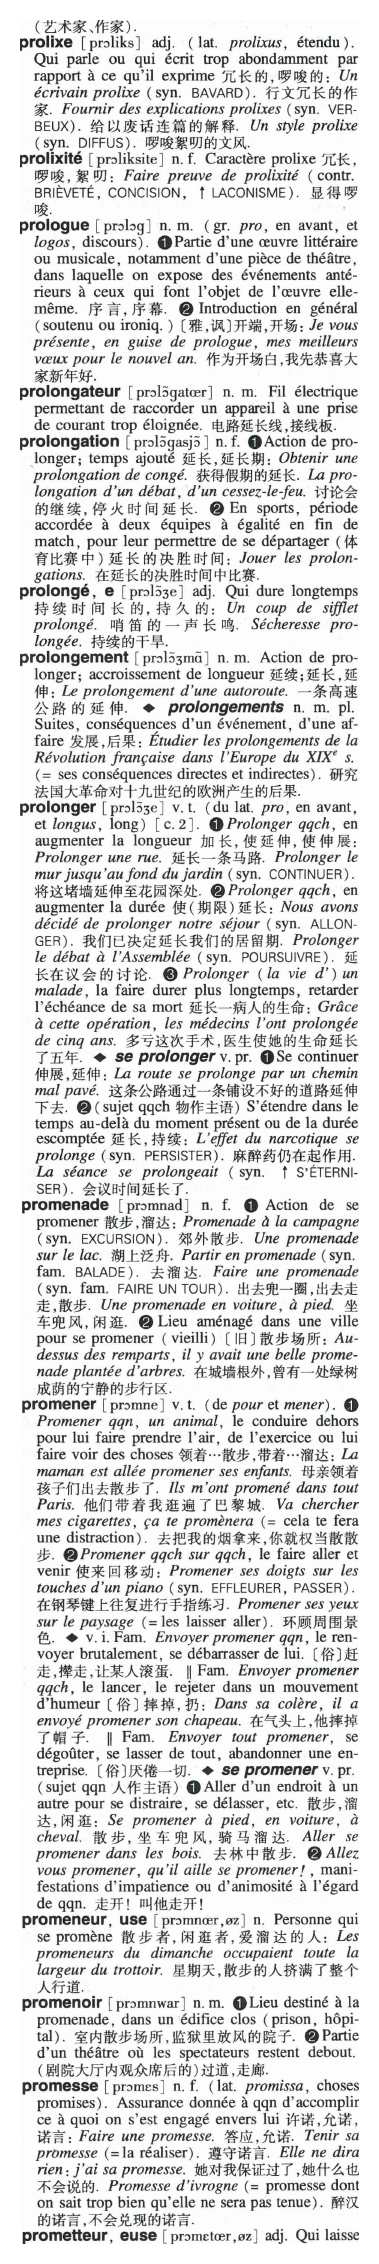 (艺术家、作家).
prolixe [prɔliks] adj. (lat. prolixus, étendu).
Qui parle ou qui écrit trop abondamment par
rapport à ce qu'il exprime 冗长的,啰唆的: Un
écrivain prolixe (syn. BAVARD). 行文冗长的作
家. Fournir des explications prolixes (syn. VER-
BEUX). 给以废话连篇的解释. Un style prolixe
(syn. DIFFUS). 啰唆絮叨的文风.
prolixité [prɔliksite] n. f. Caractère prolixe 冗长,
啰唆, 絮叨: Faire preuve de prolixité (contr.
BRIÈVETÉ, CONCISION, ↑ LACONISME). 显得啰
唆.
prologue [prɔlɔg] n. m. (gr. pro, en avant, et
logos, discours). ❶Partie d'une œuvre littéraire
ou musicale, notamment d'une pièce de théâtre,
dans laquelle on expose des événements anté-
rieurs à ceux qui font l'objet de l'œuvre elle-
même. 序言,序幕. ❷ Introduction en général
(soutenu ou ironiq.) 〔雅,讽〕开端,开场: Je vous
présente, en guise de prologue, mes meilleurs
vœux pour le nouvel an. 作为开场白,我先恭喜大
家新年好.
prolongateur [prɔlɔ̃gatœr] n. m. Fil électrique
permettant de raccorder un appareil à une prise
de courant trop éloignée. 电路延长线,接线板.
prolongation [prɔlɔ̃gasjɔ̃] n. f. ❶Action de pro-
longer; temps ajouté 延长,延长期: Obtenir une
prolongation de congé. 获得假期的延长. La pro-
longation d'un débat, d'un cessez-le-feu. 讨论会
的继续, 停火时间延长. ❷ En sports, période
accordée à deux équipes à égalité en fin de
match, pour leur permettre de se départager (体
育比赛中) 延长的决胜时间: Jouer les prolon-
gations. 在延长的决胜时间中比赛.
prolongé, e [prɔlɔ̃ʒe] adj. Qui dure longtemps
持续时间长的, 持久的: Un coup de sifflet
prolongé. 哨笛的一声长鸣. Sécheresse pro-
longée. 持续的干旱.
prolongement [prɔlɔ̃ʒmɑ̃] n. m. Action de pro-
longer; accroissement de longueur 延续;延长,延
伸: Le prolongement d'une autoroute. 一条高速
公路的延伸. ◆ prolongements n. m. pl.
Suites, conséquences d'un événement, d'une af-
faire 发展,后果: Étudier les prolongements de la
Révolution française dans l'Europe du XIXᵉ s.
(= ses conséquences directes et indirectes). 研究
法国大革命对十九世纪的欧洲产生的后果.
prolonger [prɔlɔ̃ʒe] v. t. (du lat. pro, en avant,
et longus, long) [c. 2]. ❶Prolonger qqch, en
augmenter la longueur 加长, 使延伸, 使伸展:
Prolonger une rue. 延长一条马路. Prolonger le
mur jusqu'au fond du jardin (syn. CONTINUER).
将这堵墙延伸至花园深处. ❷Prolonger qqch, en
augmenter la durée 使(期限)延长: Nous avons
décidé de prolonger notre séjour (syn. ALLON-
GER). 我们已决定延长我们的居留期. Prolonger
le débat à l'Assemblée (syn. POURSUIVRE). 延
长在议会的讨论. ❸ Prolonger (la vie d') un
malade, la faire durer plus longtemps, retarder
l'échéance de sa mort 延长一病人的生命: Grâce
à cette opération, les médecins l'ont prolongée
de cinq ans. 多亏这次手术,医生使她的生命延长
了五年. ◆ se prolonger v. pr. ❶Se continuer
伸展,延伸: La route se prolonge par un chemin
mal pavé. 这条公路通过一条铺设不好的道路延伸
下去. ❷(sujet qqch 物作主语) S'étendre dans le
temps au-delà du moment présent ou de la durée
escomptée 延长, 持续: L'effet du narcotique se
prolonge (syn. PERSISTER). 麻醉药仍在起作用.
La séance se prolongeait (syn. ↑ S'ÉTERNI-
SER). 会议时间延长了.
promenade [prɔmnad] n. f. ❶ Action de se
promener 散步,溜达: Promenade à la campagne
(syn. EXCURSION). 郊外散步. Une promenade
sur le lac. 湖上泛舟. Partir en promenade (syn.
fam. BALADE). 去溜达. Faire une promenade
(syn. fam. FAIRE UN TOUR). 出去兜一圈,出去走
走,散步. Une promenade en voiture, à pied. 坐
车兜风,闲逛. ❷ Lieu aménagé dans une ville
pour se promener (vieilli) 〔旧〕散步场所: Au-
dessus des remparts, il y avait une belle prome-
nade plantée d'arbres. 在城墙根外,曾有一处绿树
成荫的宁静的步行区.
promener [prɔmne] v. t. (de pour et mener). ❶
Promener qqn, un animal, le conduire dehors
pour lui faire prendre l'air, de l'exercice ou lui
faire voir des choses 领着…散步,带着…溜达: La
maman est allée promener ses enfants. 母亲领着
孩子们出去散步了. Ils m'ont promené dans tout
Paris. 他们带着我逛遍了巴黎城. Va chercher
mes cigarettes, ça te promènera (= cela te fera
une distraction). 去把我的烟拿来,你就权当散散
步. ❷Promener qqch sur qqch, le faire aller et
venir 使来回移动: Promener ses doigts sur les
touches d'un piano (syn. EFFLEURER, PASSER).
在钢琴键上往复进行手指练习. Promener ses yeux
sur le paysage (= les laisser aller). 环顾周围景
色. ◆ v. i. Fam. Envoyer promener qqn, le ren-
voyer brutalement, se débarrasser de lui. 〔俗〕赶
走,撵走,让某人滚蛋. ‖ Fam. Envoyer promener
qqch, le lancer, le rejeter dans un mouvement
d'humeur 〔俗〕摔掉,扔: Dans sa colère, il a
envoyé promener son chapeau. 在气头上,他摔掉
了帽子. ‖ Fam. Envoyer tout promener, se
dégoûter, se lasser de tout, abandonner une en-
treprise. 〔俗〕厌倦一切. ◆ se promener v. pr.
(sujet qqn 人作主语) ❶Aller d'un endroit à un
autre pour se distraire, se délasser, etc. 散步,溜
达,闲逛: Se promener à pied, en voiture, à
cheval. 散步, 坐车兜风, 骑马溜达. Aller se
promener dans les bois. 去林中散步. ❷ Allez
vous promener, qu'il aille se promener!, mani-
festations d'impatience ou d'animosité à l'égard
de qqn. 走开! 叫他走开!
promeneur, use [prɔmnœr,øz] n. Personne qui
se promène 散步者,闲逛者,爱溜达的人: Les
promeneurs du dimanche occupaient toute la
largeur du trottoir. 星期天,散步的人挤满了整个
人行道.
promenoir [prɔmnwar] n. m. ❶Lieu destiné à la
promenade, dans un édifice clos (prison, hôpi-
tal). 室内散步场所,监狱里放风的院子. ❷Partie
d'un théâtre où les spectateurs restent debout.
(剧院大厅内观众席后的)过道,走廊.
promesse [prɔmɛs] n. f. (lat. promissa, choses
promises). Assurance donnée à qqn d'accomplir
ce à quoi on s'est engagé envers lui 许诺,允诺,
诺言: Faire une promesse. 答应,允诺. Tenir sa
promesse (=la réaliser). 遵守诺言. Elle ne dira
rien: j'ai sa promesse. 她对我保证过了,她什么也
不会说的. Promesse d'ivrogne (= promesse dont
on sait trop bien qu'elle ne sera pas tenue). 醉汉
的诺言,不会兑现的诺言.
prometteur, euse [prɔmɛtœr,øz] adj. Qui laisse